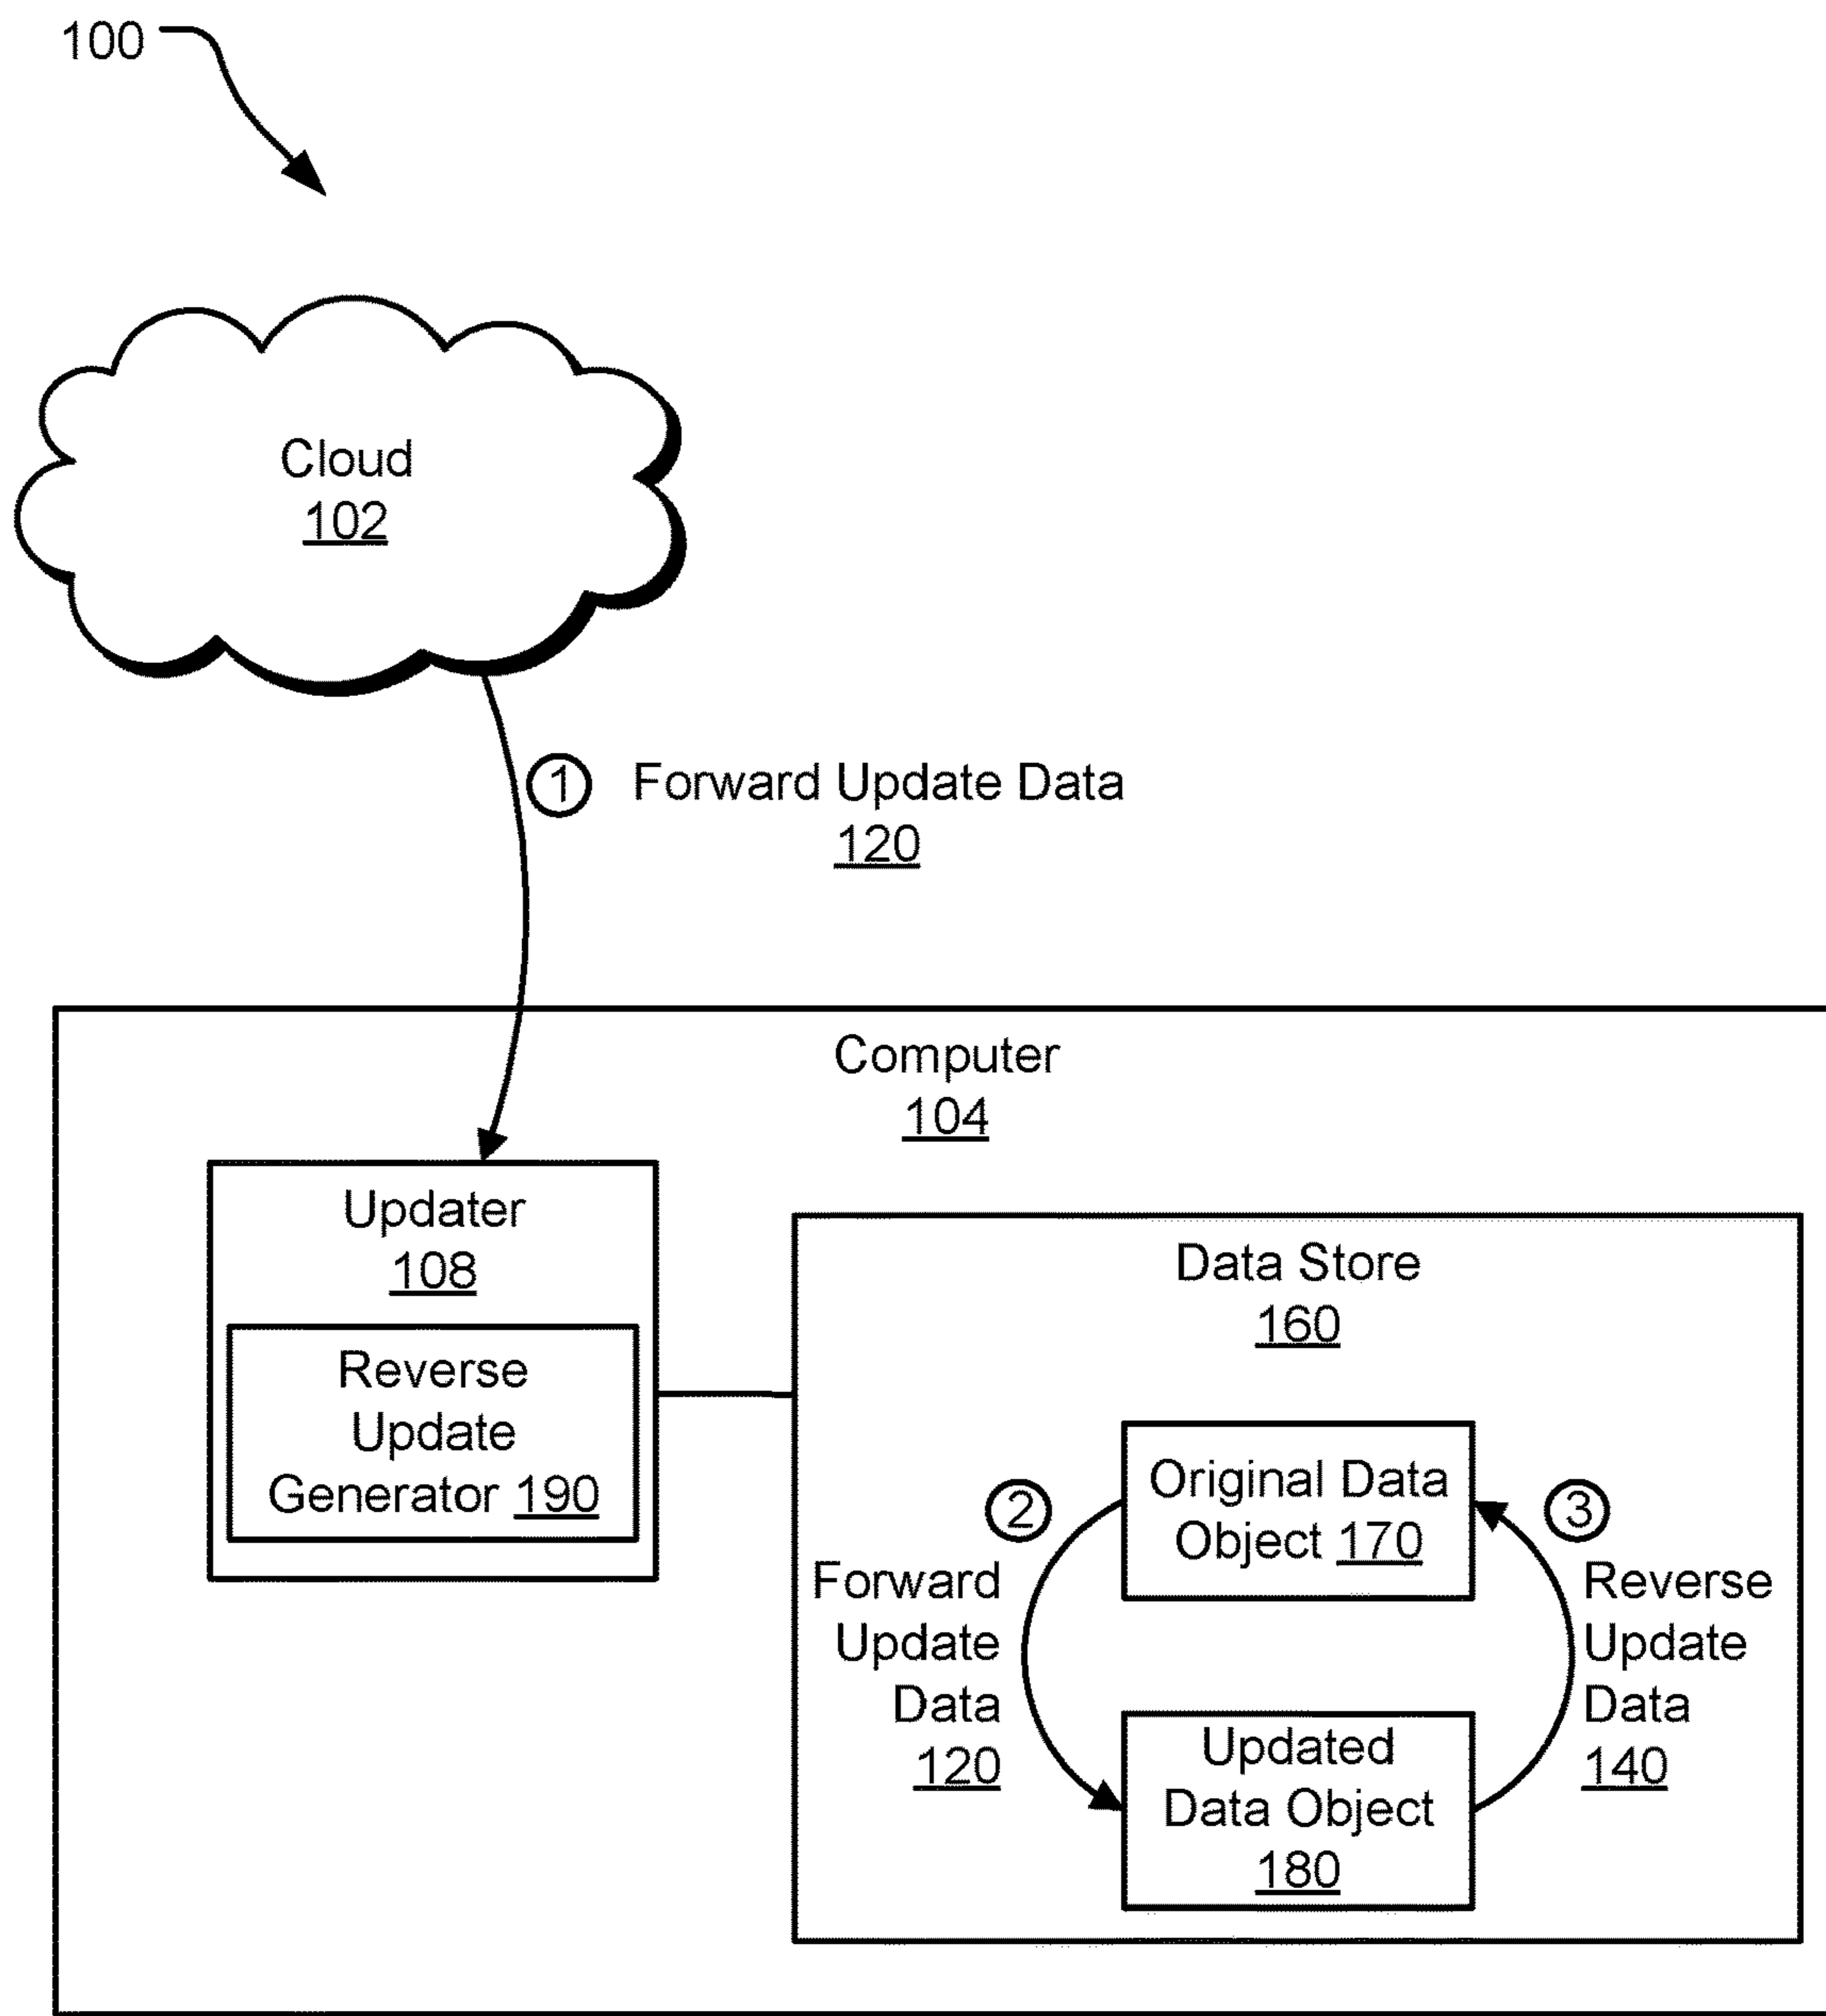 100
Cloud
102
1 Forward Update Data
120
Computer
104
Updater
108
Reverse
Update
Generator 190
Data Store
160
Original Data
Object 170
2
Forward
Update
Data
120
3
Reverse
Update
Data
140
Updated
Data Object
180